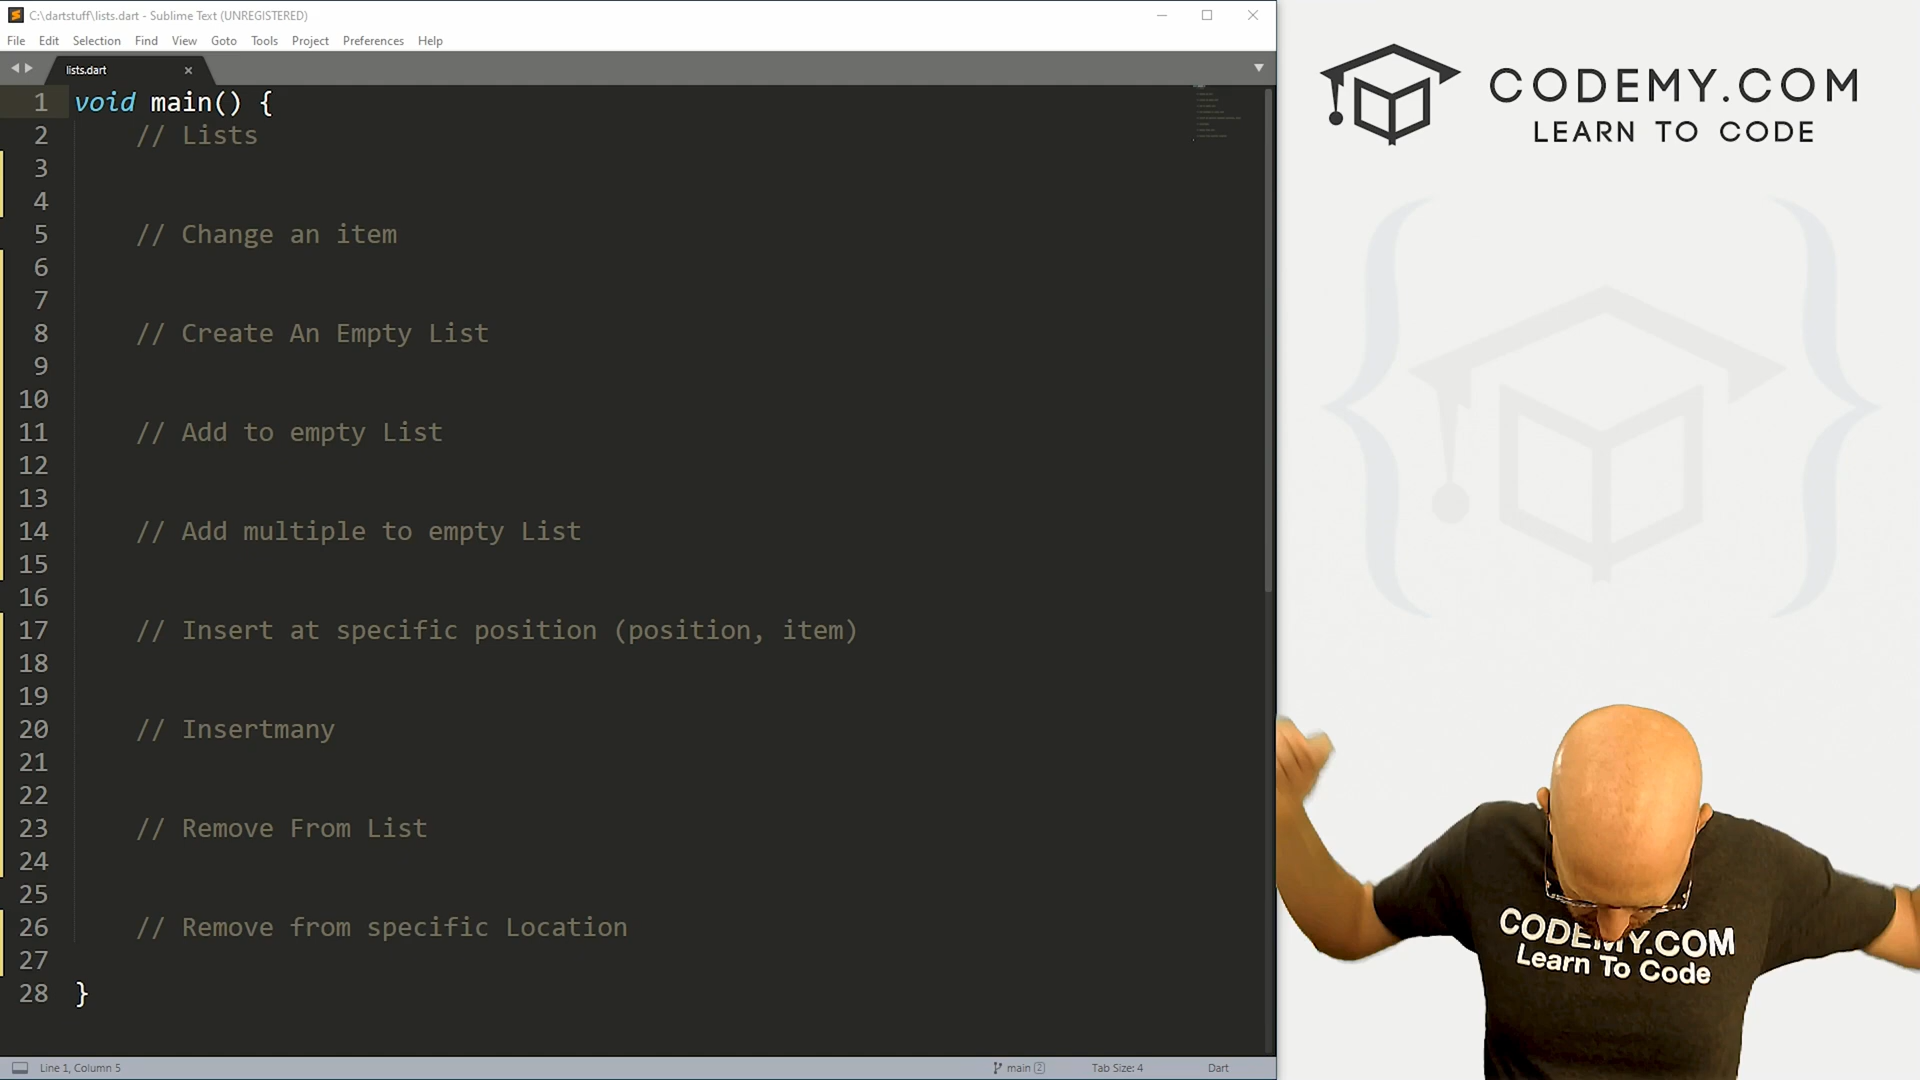 C:\dartstuff\lists.dart - Sublime Text (UNREGISTERED)
File Edit Selection Find View Goto Tools Project Preferences Help
lists.dart
1 void main() {
2 // Lists
3
4
5 // Change an item
6
7
8 // Create An Empty List
9
10
11 // Add to empty List
12
13
14 // Add multiple to empty List
15
16
17 // Insert at specific position (position, item)
18
19
20 // Insertmany
21
22
23 // Remove From List
24
25
26 // Remove from specific Location
27
28 }
Line 1, Column 5 main 2 Tab Size: 4 Dart
CODEMY.COM
LEARN TO CODE
CODEMY.COM
Learn To Code